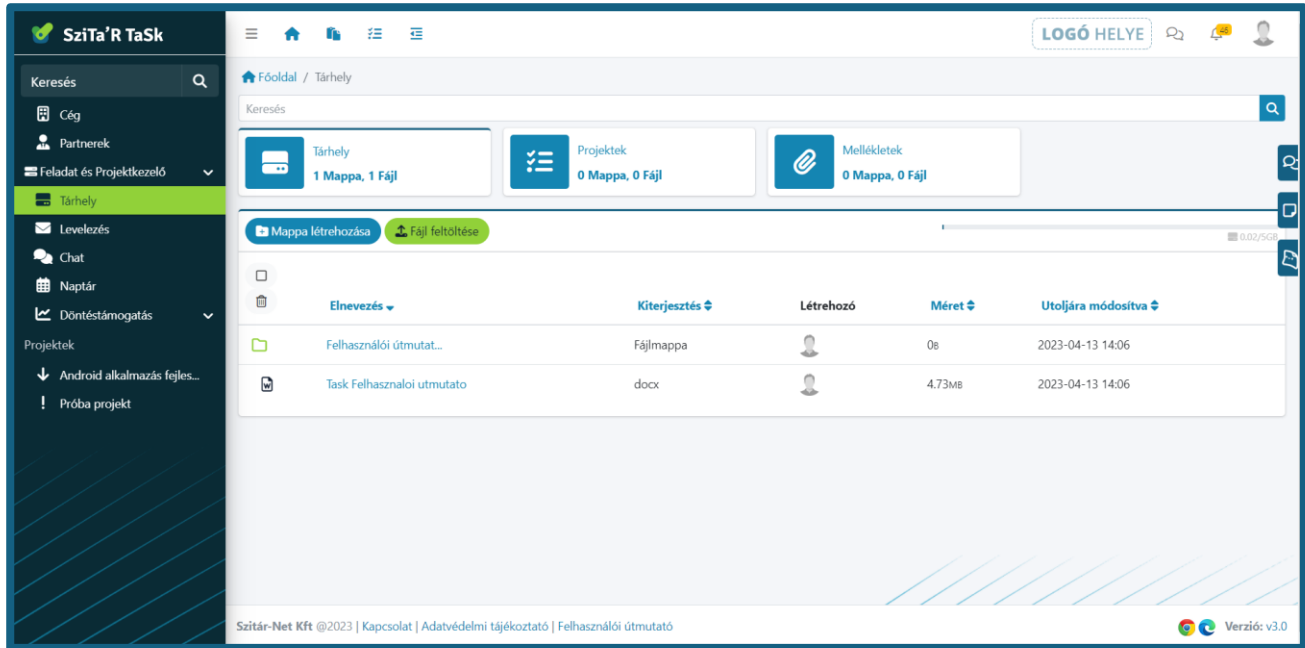 SziTa'R TaSk
LOGÓ HELYE
Keresés
Cég
Partnerek
Feladat és Projektkezelő
Tárhely
Levelezés
Chat
Naptár
Döntéstámogatás
Projektek
Android alkalmazás fejles...
Próba projekt
Főoldal / Tárhely
Keresés
Tárhely
1 Mappa, 1 Fájl
Projektek
0 Mappa, 0 Fájl
Mellékletek
0 Mappa, 0 Fájl
Mappa létrehozása Fájl feltöltése
0.02/5GB
Elnevezés Kiterjesztés Létrehozó Méret Utoljára módosítva
Felhasználói útmutat... Fájlmappa 0B 2023-04-13 14:06
Task Felhasznaloi utmutato docx 4.73MB 2023-04-13 14:06
Szitár-Net Kft @2023 | Kapcsolat | Adatvédelmi tájékoztató | Felhasználói útmutató Verzió: v3.0